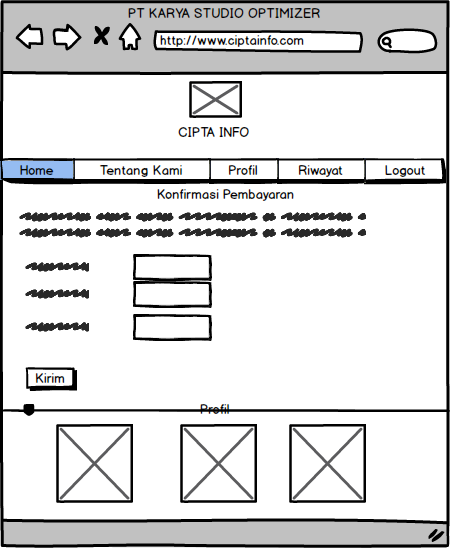 PT KARYA STUDIO OPTIMIZER
http://www.ciptainfo.com
CIPTA INFO
Home Tentang Kami Profil Riwayat Logout
Konfirmasi Pembayaran
Kirim
Profil